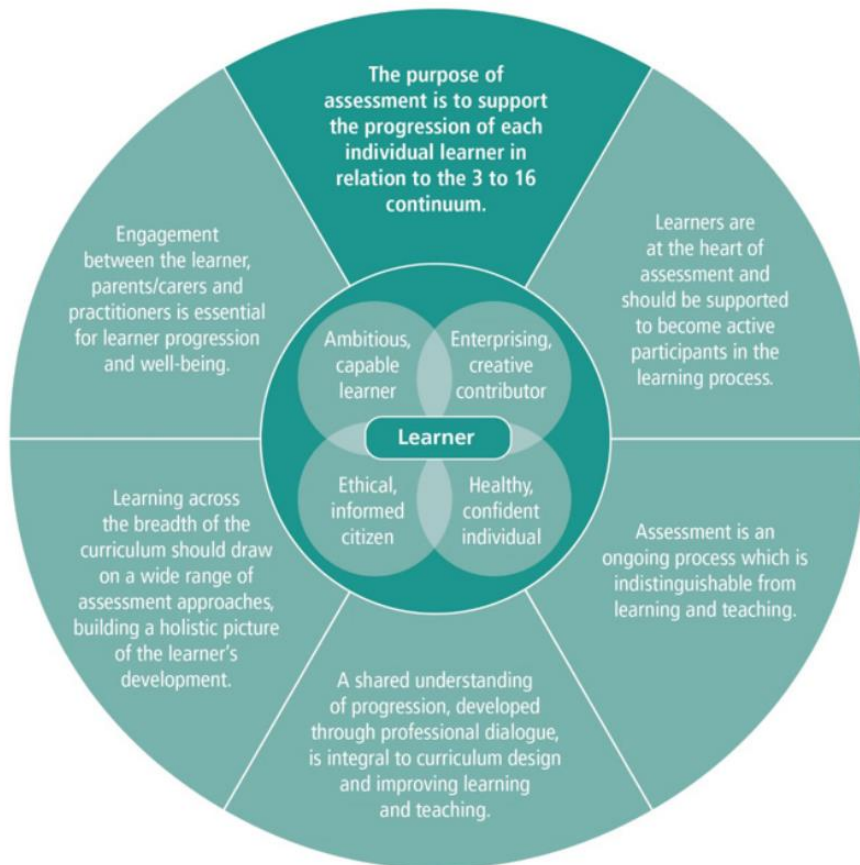 The purpose of
assessment is to support
the progression of each
individual learner in
relation to the 3 to 16
continuum.
Learners are
at the heart of
assessment and
should be supported
to become active
participants in the
learning process.
Assessment is an
ongoing process which is
indistinguishable from
learning and teaching.
A shared understanding
of progression, developed
through professional dialogue,
is integral to curriculum design
and improving learning
and teaching.
Learning across
the breadth of the
curriculum should draw
on a wide range of
assessment approaches,
building a holistic picture
of the learner's
development.
Engagement
between the learner,
parents/carers and
practitioners is essential
for learner progression
and well-being.
Ambitious,
capable
learner
Enterprising,
creative
contributor
Learner
Ethical,
informed
citizen
Healthy,
confident
individual